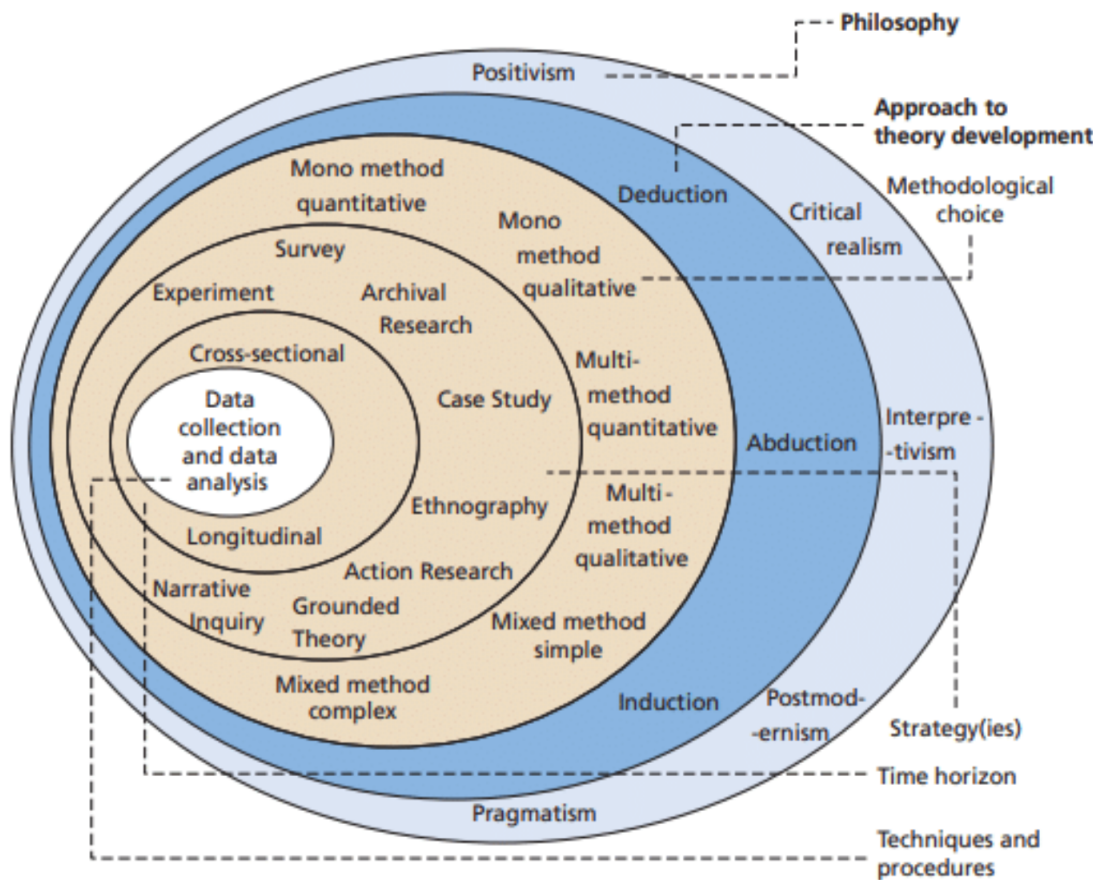 Philosophy
Positivism
Approach to
theory development
Mono method
quantitative
Deduction
Methodological
choice
Critical
realism
Mono
method
qualitative
Survey
Experiment
Archival
Research
Cross-sectional
Data
collection
and data
analysis
Case Study
Multi-
method
quantitative
Abduction
Interpre -
-tivism
Ethnography
Multi -
method
qualitative
Longitudinal
Action Research
Narrative
Inquiry
Grounded
Theory
Mixed method
simple
Mixed method
complex
Induction
Postmod-
-ernism
Strategy(ies)
Time horizon
Pragmatism
Techniques and
procedures